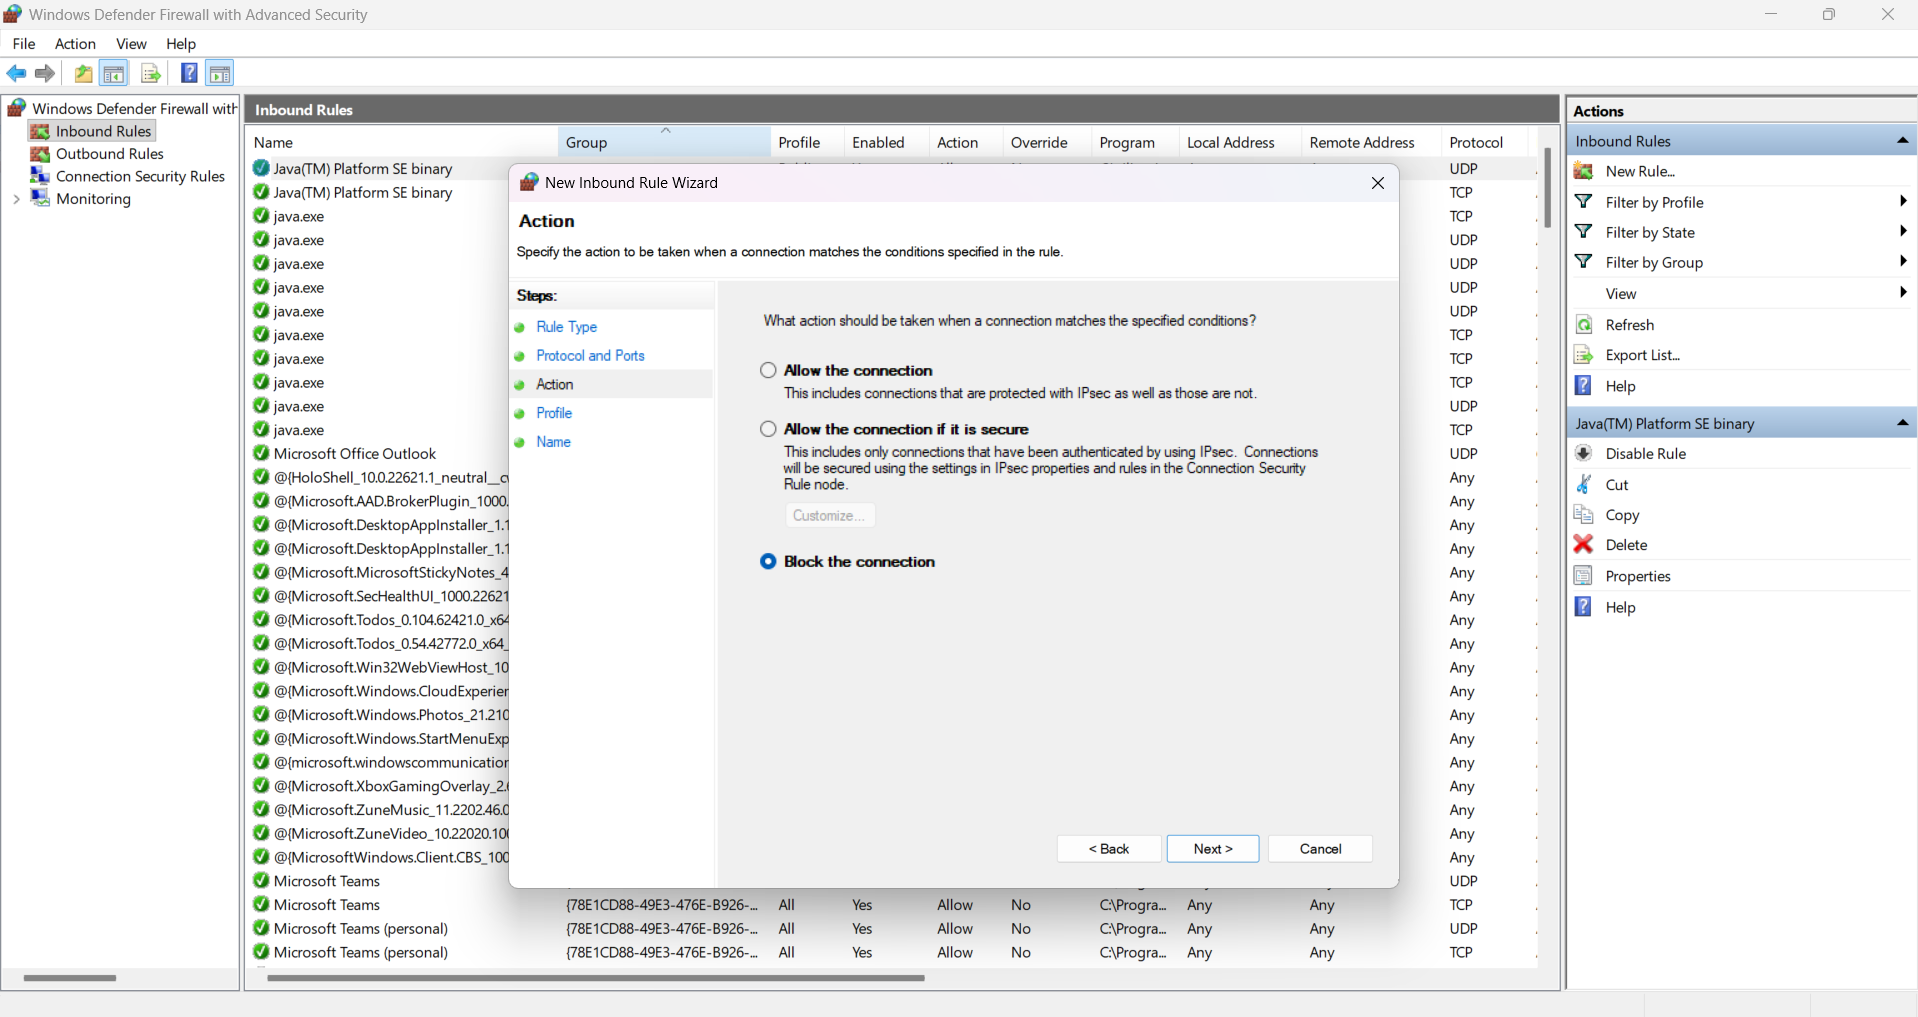 Windows Defender Firewall with Advanced Security
File Action View Help
Windows Defender Firewall with
Inbound Rules
Outbound Rules
Connection Security Rules
Monitoring
Inbound Rules
Name Group Profile Enabled Action Override Program Local Address Remote Address Protocol
Java(TM) Platform SE binary UDP
Java(TM) Platform SE binary TCP
java.exe TCP
java.exe UDP
java.exe UDP
java.exe UDP
java.exe UDP
java.exe TCP
java.exe TCP
java.exe TCP
java.exe UDP
java.exe TCP
Microsoft Office Outlook UDP
@{HoloShell_10.0.22621.1_neutral__cw Any
@{Microsoft.AAD.BrokerPlugin_1000. Any
@{Microsoft.DesktopAppInstaller_1.1 Any
@{Microsoft.DesktopAppInstaller_1.1 Any
@{Microsoft.MicrosoftStickyNotes_4 Any
@{Microsoft.SecHealthUI_1000.22621 Any
@{Microsoft.Todos_0.104.62421.0_x64 Any
@{Microsoft.Todos_0.54.42772.0_x64_ Any
@{Microsoft.Win32WebViewHost_10 Any
@{Microsoft.Windows.CloudExperien Any
@{Microsoft.Windows.Photos_21.210 Any
@{Microsoft.Windows.StartMenuExp Any
@{microsoft.windowscommunication Any
@{Microsoft.XboxGamingOverlay_2.6 Any
@{Microsoft.ZuneMusic_11.2202.46.0 Any
@{Microsoft.ZuneVideo_10.22020.100 Any
@{MicrosoftWindows.Client.CBS_100 Any
Microsoft Teams UDP
Microsoft Teams {78E1CD88-49E3-476E-B926-... All Yes Allow No C:\Progra... Any Any TCP
Microsoft Teams (personal) {78E1CD88-49E3-476E-B926-... All Yes Allow No C:\Progra... Any Any UDP
Microsoft Teams (personal) {78E1CD88-49E3-476E-B926-... All Yes Allow No C:\Progra... Any Any TCP
New Inbound Rule Wizard
Action
Specify the action to be taken when a connection matches the conditions specified in the rule.
Steps:
Rule Type
Protocol and Ports
Action
Profile
Name
What action should be taken when a connection matches the specified conditions?
Allow the connection
This includes connections that are protected with IPsec as well as those are not.
Allow the connection if it is secure
This includes only connections that have been authenticated by using IPsec. Connections
will be secured using the settings in IPsec properties and rules in the Connection Security
Rule node.
Customize...
Block the connection
< Back Next > Cancel
Actions
Inbound Rules
New Rule...
Filter by Profile
Filter by State
Filter by Group
View
Refresh
Export List...
Help
Java(TM) Platform SE binary
Disable Rule
Cut
Copy
Delete
Properties
Help